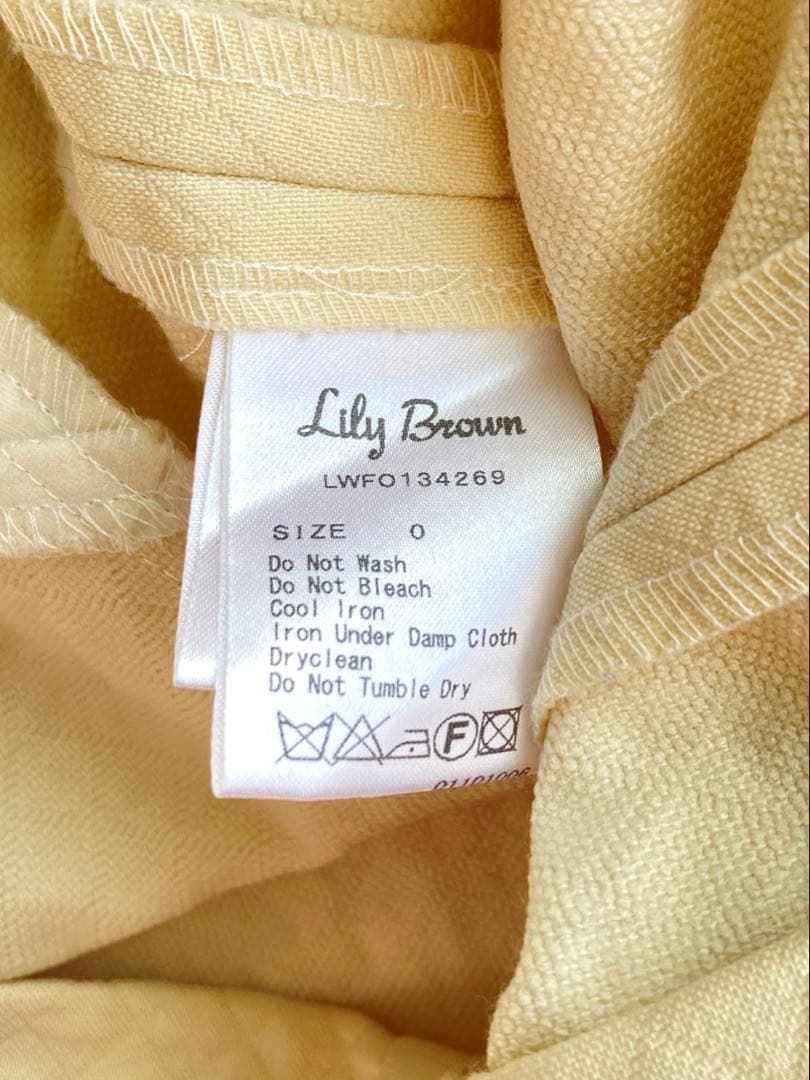 Lily Brown
LWFO134269
SIZE 0
Do Not Wash
Do Not Bleach
Cool Iron
Iron Under Damp Cloth
Dryclean
Do Not Tumble Dry
F